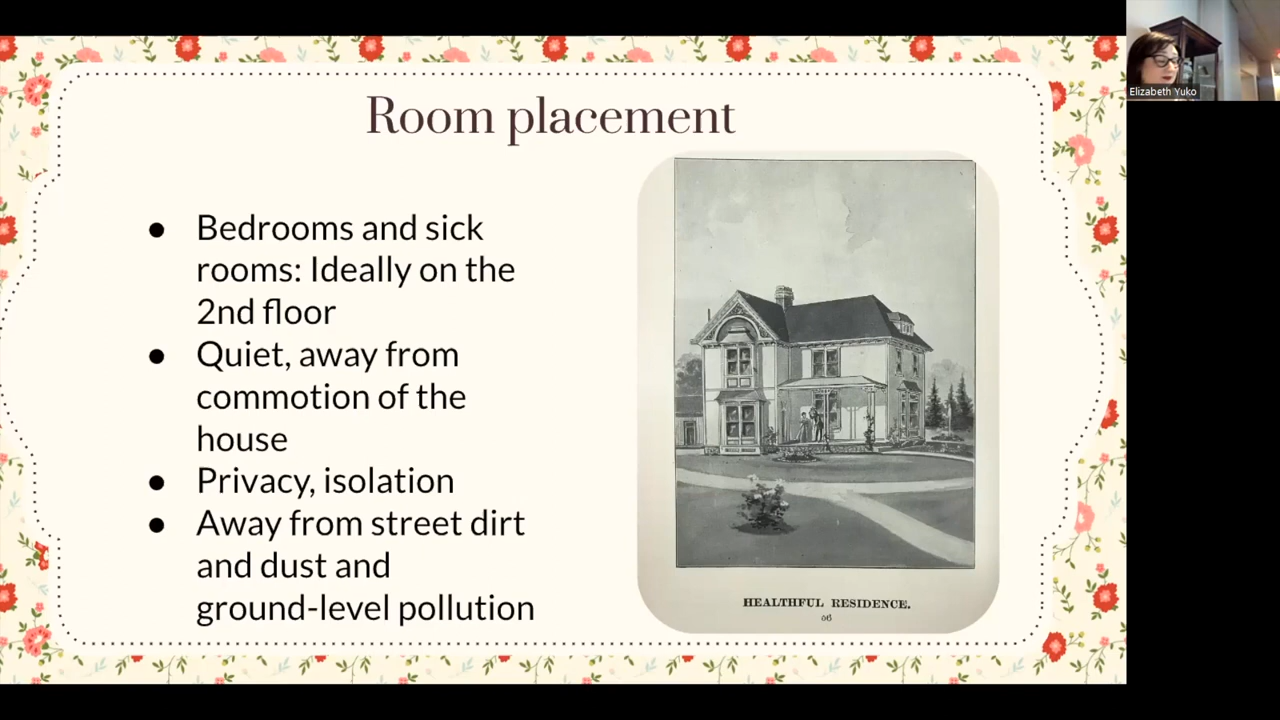 Room placement
● Bedrooms and sick
rooms: Ideally on the
2nd floor
● Quiet, away from
commotion of the
house
● Privacy, isolation
● Away from street dirt
and dust and
ground-level pollution
HEALTHFUL RESIDENCE.
Elizabeth Yuko